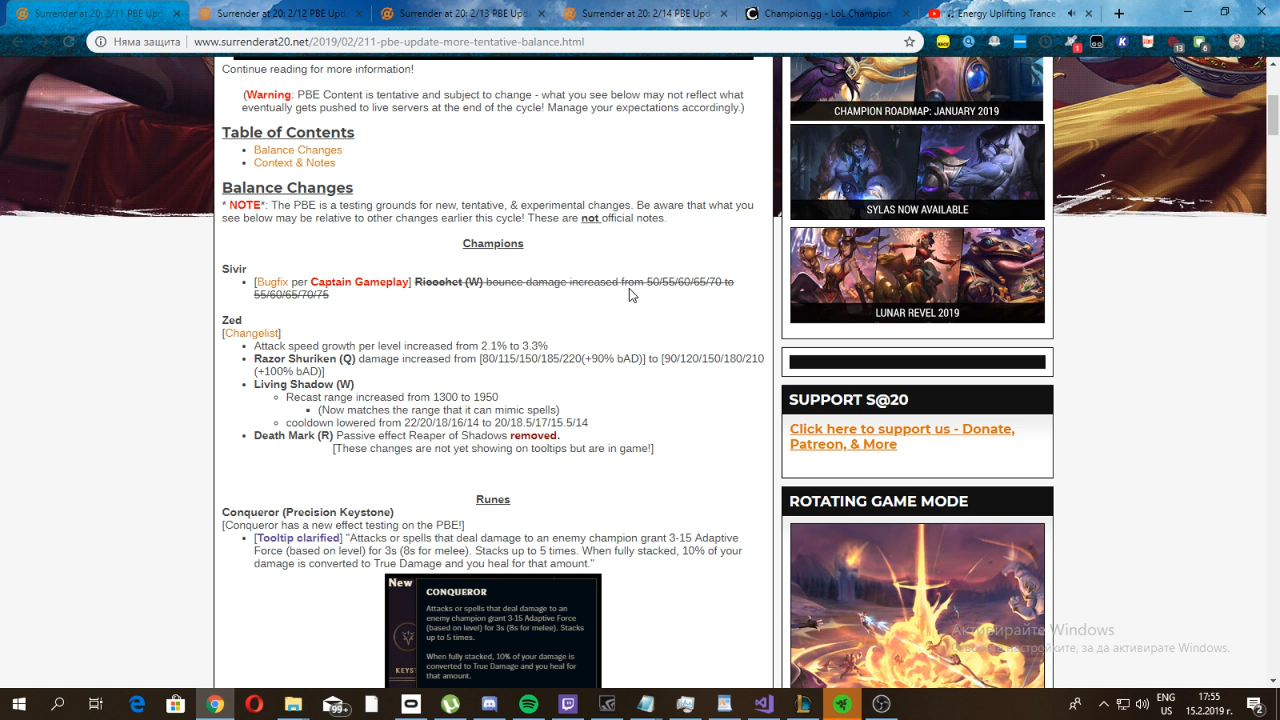 Surrender at 20: 2/11 PBE Upd
Surrender at 20: 2/12 PBE Upd
Surrender at 20: 2/13 PBE Upd
Surrender at 20: 2/14 PBE Upd
Champion.gg - LoL Champion
Energy Uplifting Trance
Няма защита
www.surrenderat20.net/2019/02/211-pbe-update-more-tentative-balance.html
Continue reading for more information!
(Warning: PBE Content is tentative and subject to change - what you see below may not reflect what
eventually gets pushed to live servers at the end of the cycle! Manage your expectations accordingly.)
Table of Contents
• Balance Changes
• Context & Notes
Balance Changes
* NOTE*: The PBE is a testing grounds for new, tentative, & experimental changes. Be aware that what you
see below may be relative to other changes earlier this cycle! These are not official notes.
Champions
Sivir
• [Bugfix per Captain Gameplay] Ricochet (W) bounce damage increased from 50/55/60/65/70 to
55/60/65/70/75
Zed
[Changelist]
• Attack speed growth per level increased from 2.1% to 3.3%
• Razor Shuriken (Q) damage increased from [80/115/150/185/220(+90% bAD)] to [90/120/150/180/210
(+100% bAD)]
• Living Shadow (W)
Recast range increased from 1300 to 1950
(Now matches the range that it can mimic spells)
cooldown lowered from 22/20/18/16/14 to 20/18.5/17/15.5/14
• Death Mark (R) Passive effect Reaper of Shadows removed.
[These changes are not yet showing on tooltips but are in game!]
Runes
Conqueror (Precision Keystone)
[Conqueror has a new effect testing on the PBE!]
• [Tooltip clarified] "Attacks or spells that deal damage to an enemy champion grant 3-15 Adaptive
Force (based on level) for 3s (8s for melee). Stacks up to 5 times. When fully stacked, 10% of your
damage is converted to True Damage and you heal for that amount."
New
CONQUEROR
Attacks or spells that deal damage to an
enemy champion grant 3-15 Adaptive Force
(based on level) for 3s (8s for melee). Stacks
up to 5 times.
When fully stacked, 10% of your damage is
converted to True Damage and you heal for
that amount.
KEYST
CHAMPION ROADMAP: JANUARY 2019
SYLAS NOW AVAILABLE
LUNAR REVEL 2019
SUPPORT S@20
Click here to support us - Donate,
Patreon, & More
ROTATING GAME MODE
Активирайте Windows
настройките, за да активирате Windows.
99+
ENG
US
17:55
15.2.2019 г.
2